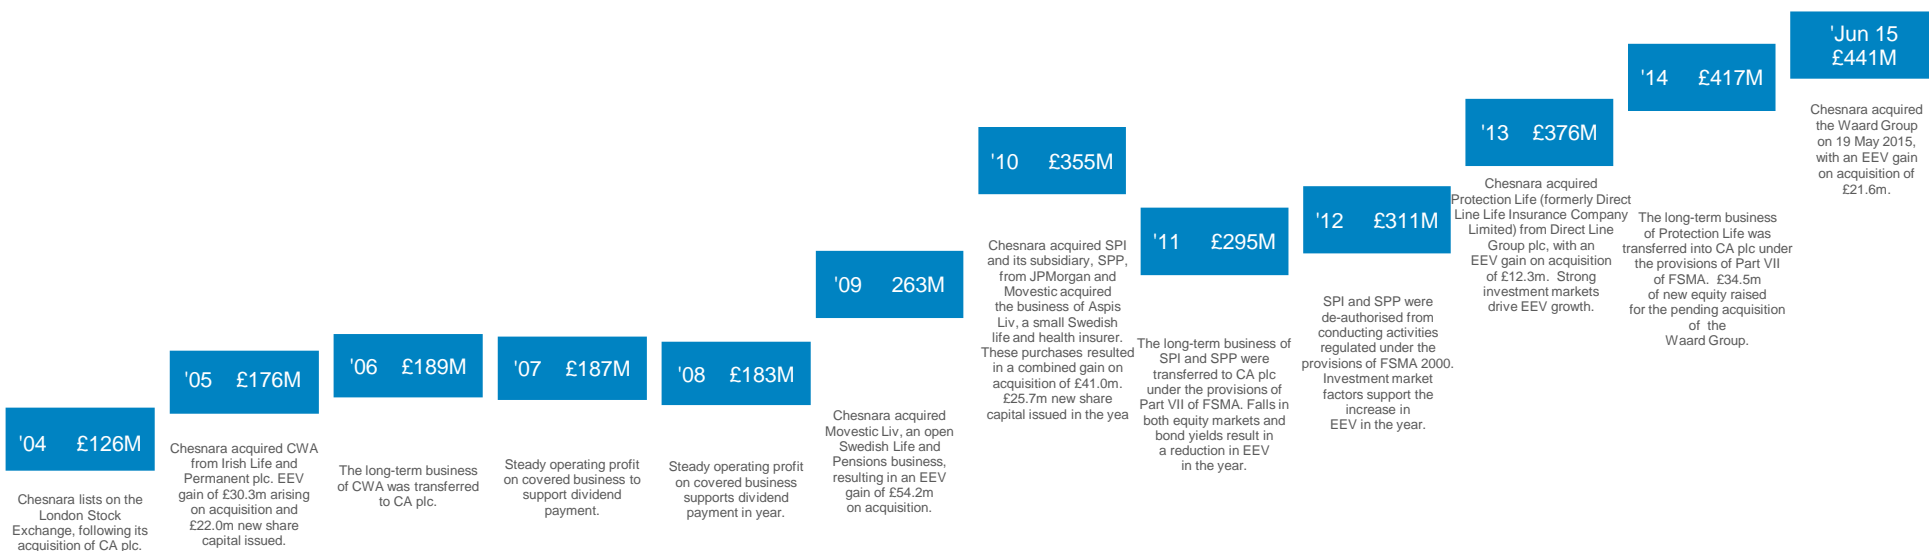 '04 £126M
Chesnara lists on the
London Stock
Exchange, following its
acquisition of CA plc.
'05 £176M
Chesnara acquired CWA
from Irish Life and
Permanent plc. EEV
gain of £30.3m arising
on acquisition and
£22.0m new share
capital issued.
'06 £189M
The long-term business
of CWA was transferred
to CA plc.
'07 £187M
Steady operating profit
on covered business to
support dividend
payment.
'08 £183M
Steady operating profit
on covered business
supports dividend
payment in year.
'09 263M
Chesnara acquired
Movestic Liv, an open
Swedish Life and
Pensions business,
resulting in an EEV
gain of £54.2m
on acquisition.
'10 £355M
Chesnara acquired SPI
and its subsidiary, SPP,
from JPMorgan and
Movestic acquired
the business of Aspis
Liv, a small Swedish
life and health insurer.
These purchases resulted
in a combined gain on
acquisition of £41.0m.
£25.7m new share
capital issued in the yea
'11 £295M
The long-term business of
SPI and SPP were
transferred to CA plc
under the provisions of
Part VII of FSMA. Falls in
both equity markets and
bond yields result in
a reduction in EEV
in the year.
'12 £311M
SPI and SPP were
de-authorised from
conducting activities
regulated under the
provisions of FSMA 2000.
Investment market
factors support the
increase in
EEV in the year.
'13 £376M
Chesnara acquired
Protection Life (formerly Direct
Line Life Insurance Company
Limited) from Direct Line
Group plc, with an
EEV gain on acquisition
of £12.3m. Strong
investment markets
drive EEV growth.
'14 £417M
The long-term business
of Protection Life was
transferred into CA plc under
the provisions of Part VII
of FSMA. £34.5m
of new equity raised
for the pending acquisition
of the
Waard Group.
'Jun 15
£441M
Chesnara acquired
the Waard Group
on 19 May 2015,
with an EEV gain
on acquisition of
£21.6m.